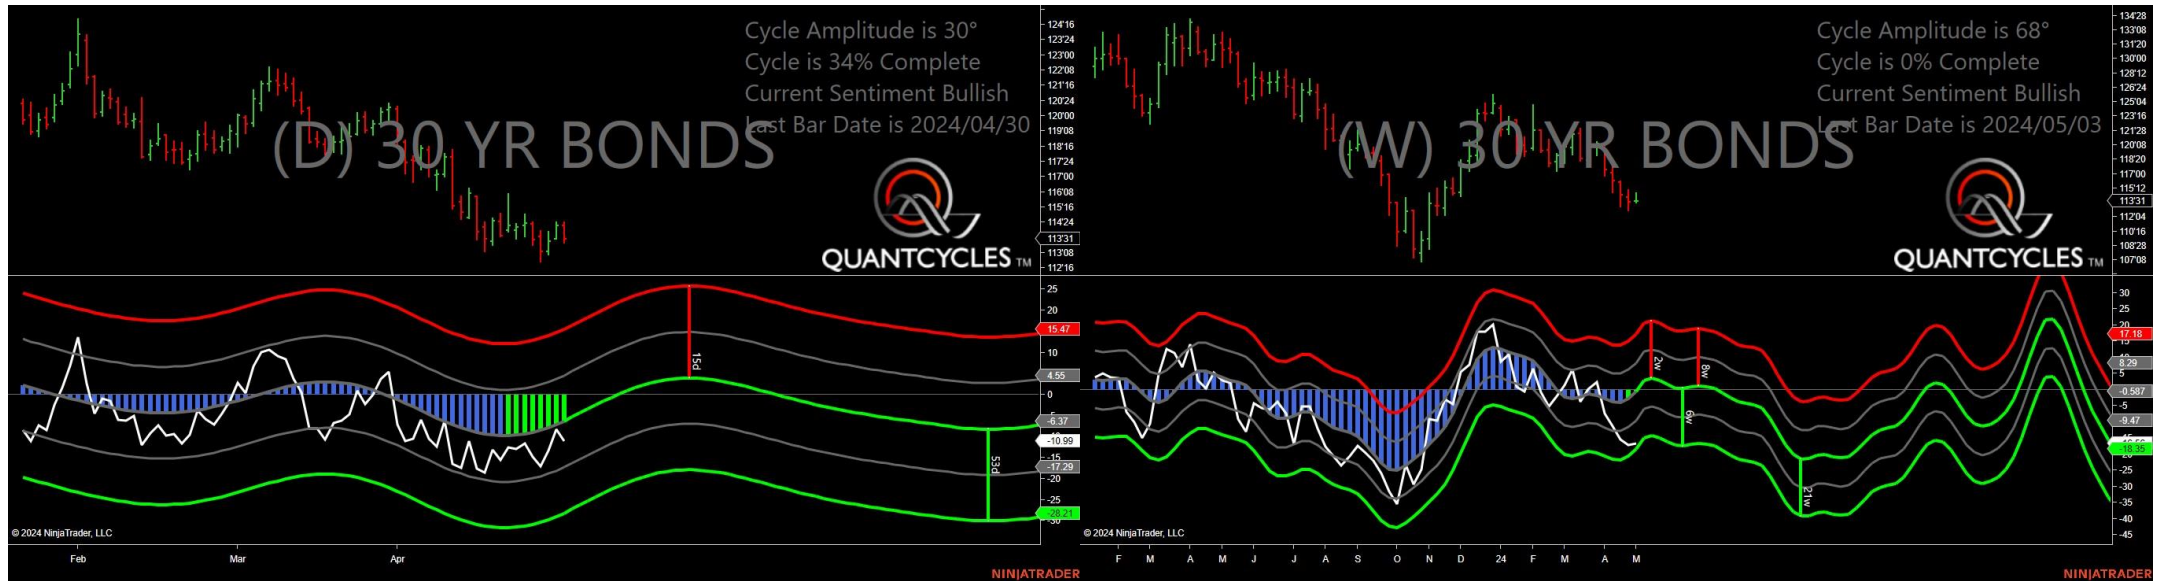 Cycle Amplitude is 30°
Cycle is 34% Complete
Current Sentiment Bullish
Last Bar Date is 2024/04/30
(D) 30 YR BONDS
QUANTCYCLES TM
124'16
123'24
123'00
122'08
121'16
120'24
120'00
119'08
118'16
117'24
117'00
116'08
115'16
114'24
113'31
113'08
112'16
25
20
15.47
10
4.55
0
-5
-6.37
-10.99
-15
-17.29
-20
-25
-28.21
-30
15d
53d
© 2024 NinjaTrader, LLC
Feb Mar Apr
NINJATRADER
Cycle Amplitude is 68°
Cycle is 0% Complete
Current Sentiment Bullish
Last Bar Date is 2024/05/03
(W) 30 YR BONDS
QUANTCYCLES TM
134'28
133'08
131'20
130'00
128'12
126'24
125'04
123'16
121'28
120'08
118'20
117'00
115'12
113'31
112'04
110'16
108'28
107'08
30
25
20
17.18
15
8.29
5
-0.587
-5
-9.47
-18.35
-25
-30
-35
-40
-45
2w
8w
6w
21w
© 2024 NinjaTrader, LLC
F M A M J J A S O N D 24 F M A M
NINJATRADER